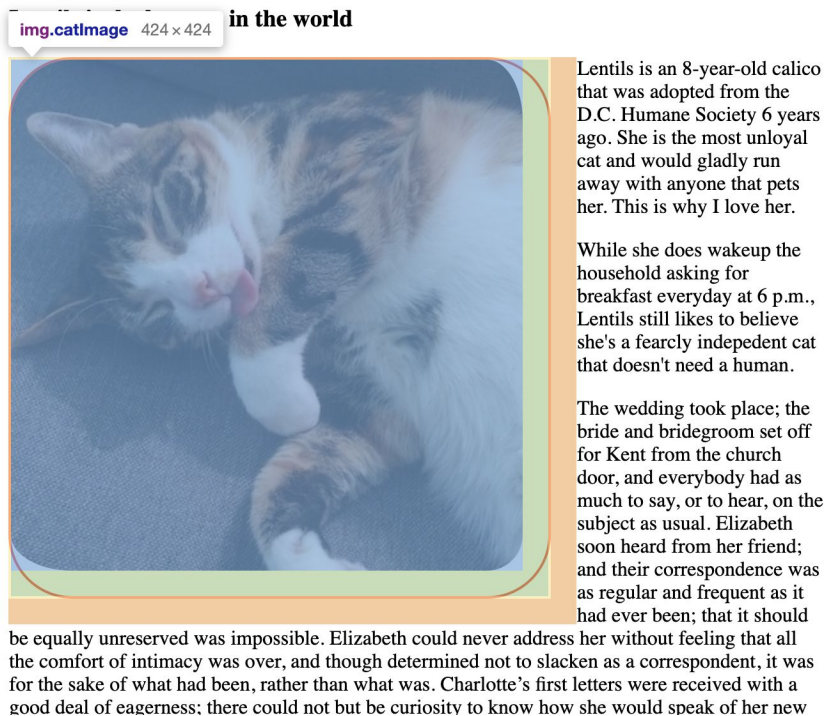 in the world
img.catImage 424 × 424
Lentils is an 8-year-old calico
that was adopted from the
D.C. Humane Society 6 years
ago. She is the most unloyal
cat and would gladly run
away with anyone that pets
her. This is why I love her.
While she does wakeup the
household asking for
breakfast everyday at 6 p.m.,
Lentils still likes to believe
she's a fearcly indepedent cat
that doesn't need a human.
The wedding took place; the
bride and bridegroom set off
for Kent from the church
door, and everybody had as
much to say, or to hear, on the
subject as usual. Elizabeth
soon heard from her friend;
and their correspondence was
as regular and frequent as it
had ever been; that it should
be equally unreserved was impossible. Elizabeth could never address her without feeling that all
the comfort of intimacy was over, and though determined not to slacken as a correspondent, it was
for the sake of what had been, rather than what was. Charlotte’s first letters were received with a
good deal of eagerness; there could not but be curiosity to know how she would speak of her new